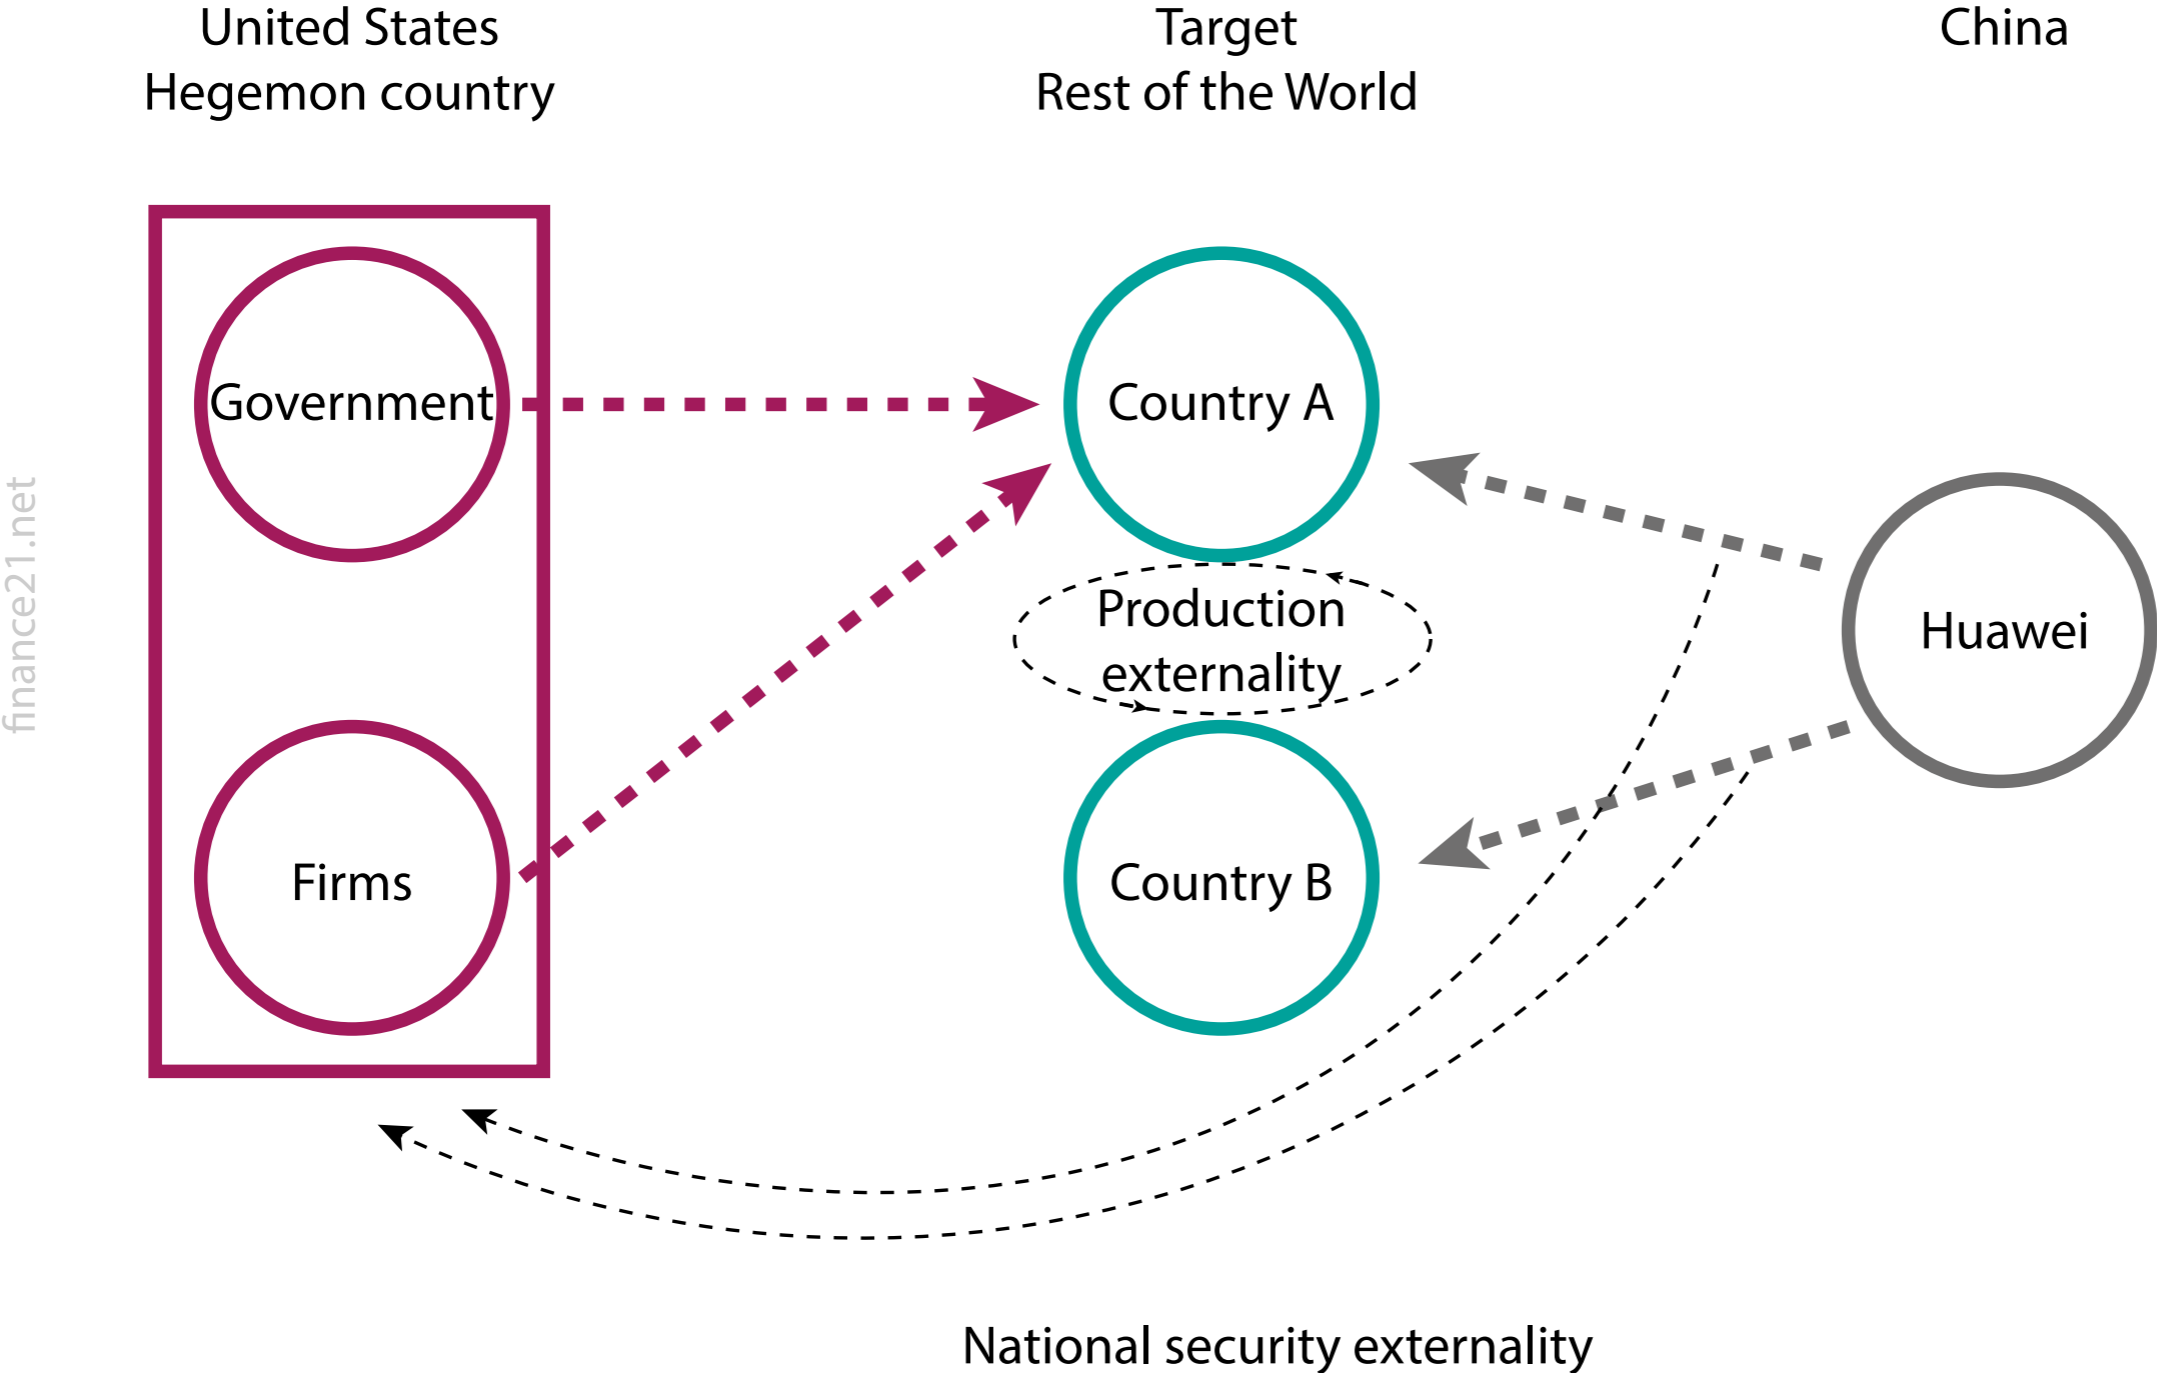 United States
Hegemon country
Target
Rest of the World
China
Government
Country A
Production
externality
Huawei
Firms
Country B
National security externality
finance21.net